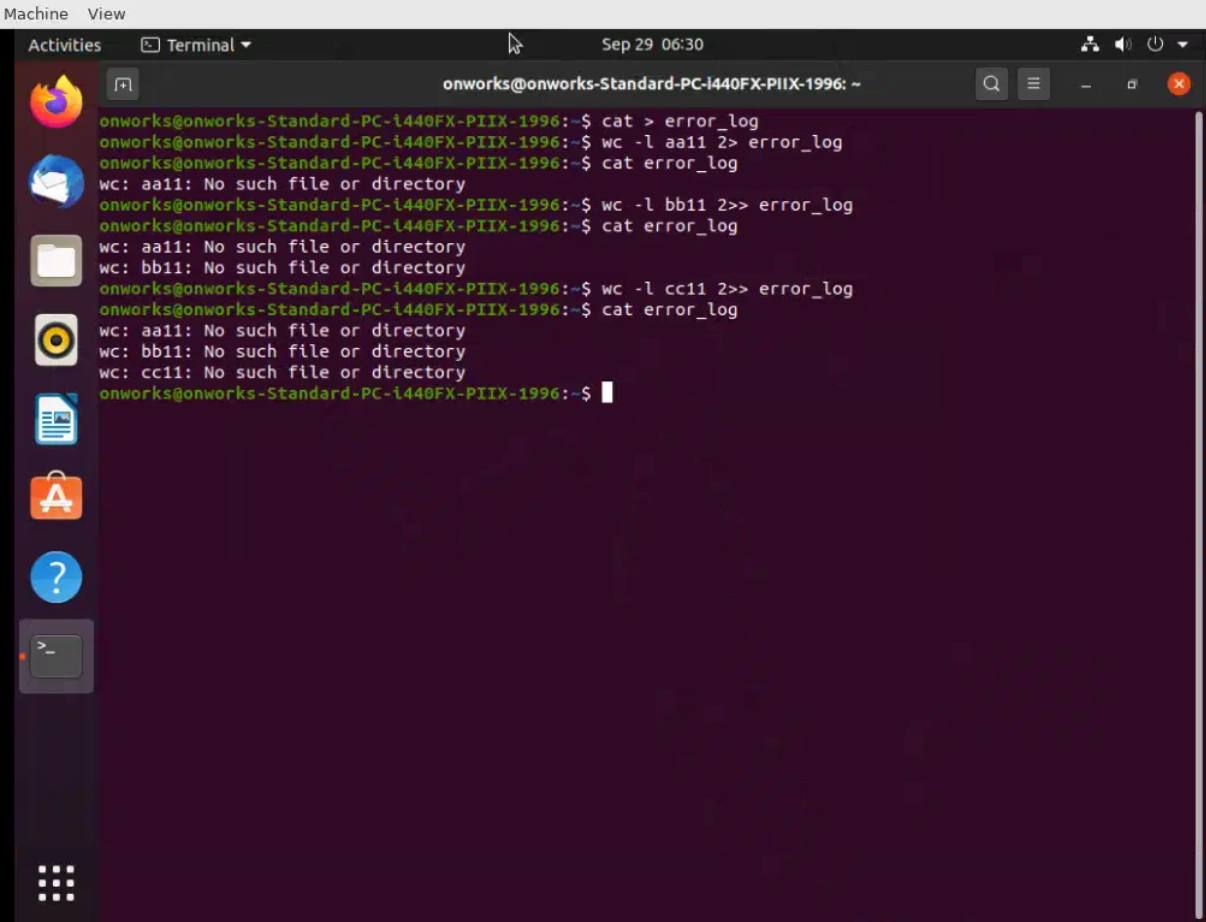 Machine View
Activities Terminal Sep 29 06:30
onworks@onworks-Standard-PC-i440FX-PIIX-1996: ~
onworks@onworks-Standard-PC-i440FX-PIIX-1996:~$ cat > error_log
onworks@onworks-Standard-PC-i440FX-PIIX-1996:~$ wc -l aa11 2> error_log
onworks@onworks-Standard-PC-i440FX-PIIX-1996:~$ cat error_log
wc: aa11: No such file or directory
onworks@onworks-Standard-PC-i440FX-PIIX-1996:~$ wc -l bb11 2>> error_log
onworks@onworks-Standard-PC-i440FX-PIIX-1996:~$ cat error_log
wc: aa11: No such file or directory
wc: bb11: No such file or directory
onworks@onworks-Standard-PC-i440FX-PIIX-1996:~$ wc -l cc11 2>> error_log
onworks@onworks-Standard-PC-i440FX-PIIX-1996:~$ cat error_log
wc: aa11: No such file or directory
wc: bb11: No such file or directory
wc: cc11: No such file or directory
onworks@onworks-Standard-PC-i440FX-PIIX-1996:~$